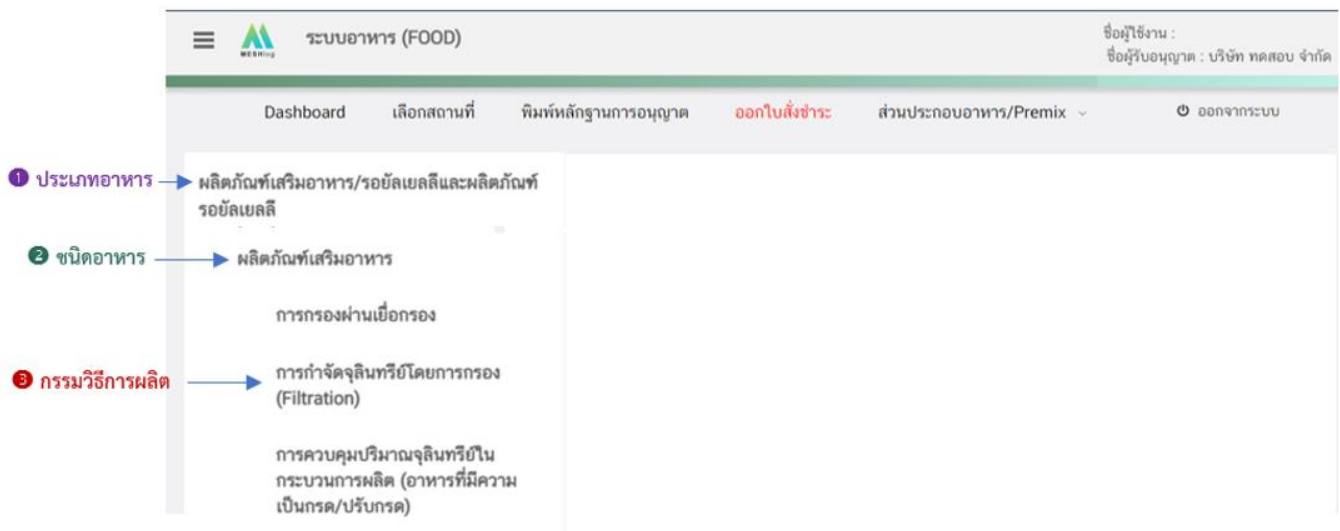 ระบบอาหาร (FOOD)
MESHlog
ชื่อผู้ใช้งาน :
ชื่อผู้รับอนุญาต : บริษัท ทดสอบ จำกัด
Dashboard เลือกสถานที่ พิมพ์หลักฐานการอนุญาต ออกใบสั่งชำระ ส่วนประกอบอาหาร/Premix ออกจากระบบ
❶ ประเภทอาหาร
ผลิตภัณฑ์เสริมอาหาร/รอยัลเยลลีและผลิตภัณฑ์
รอยัลเยลลี
❷ ชนิดอาหาร
ผลิตภัณฑ์เสริมอาหาร
การกรองผ่านเยื่อกรอง
❸ กรรมวิธีการผลิต
การกำจัดจุลินทรีย์โดยการกรอง
(Filtration)
การควบคุมปริมาณจุลินทรีย์ใน
กระบวนการผลิต (อาหารที่มีความ
เป็นกรด/ปรับกรด)